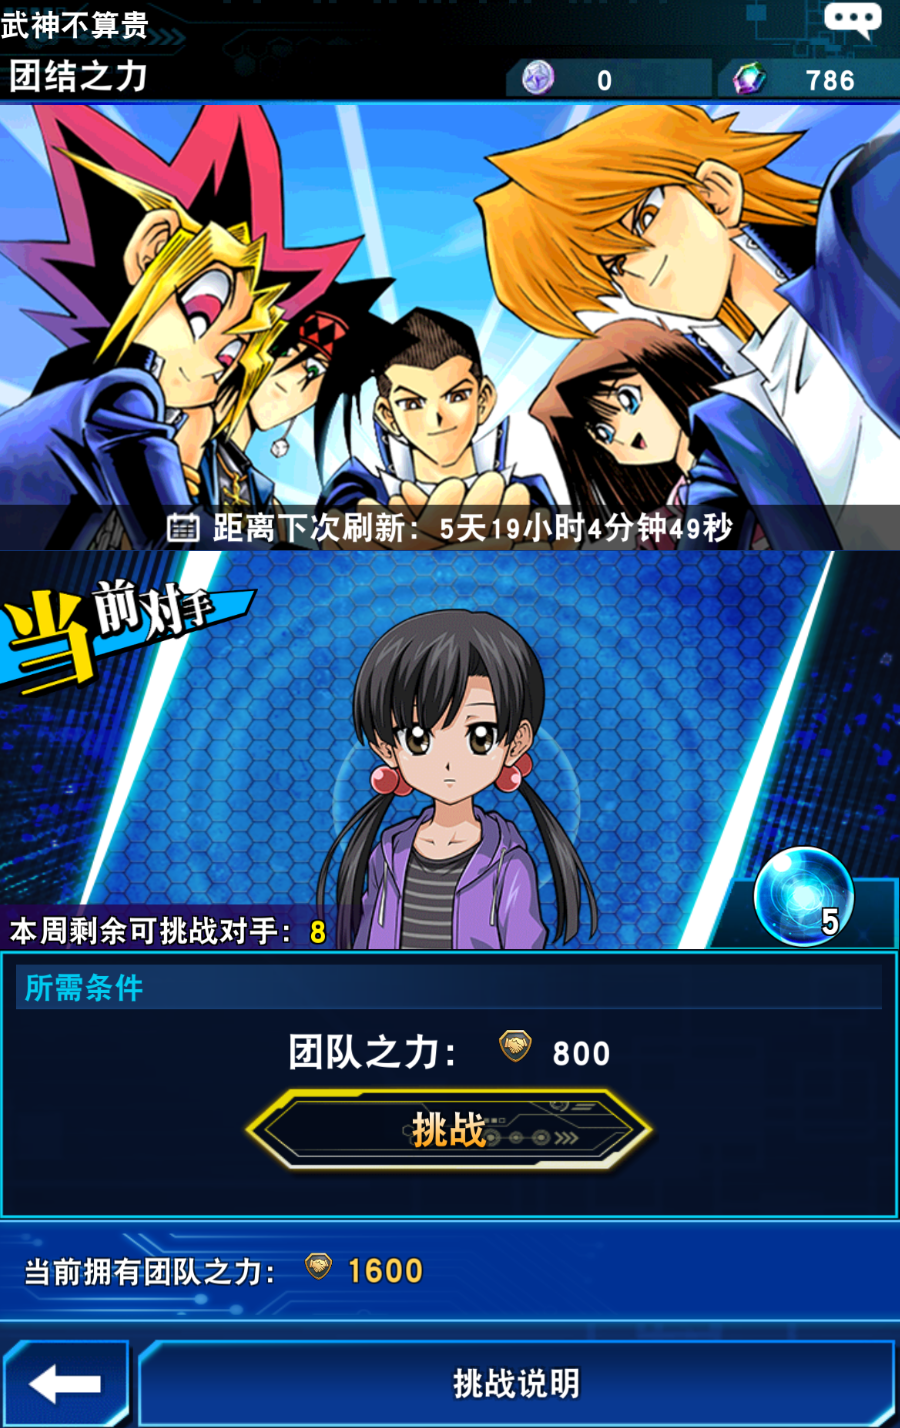 武神不算贵
团结之力
0
786
距离下次刷新：5天19小时4分钟49秒
当前对手
本周剩余可挑战对手：8
5
所需条件
团队之力： 800
挑战
当前拥有团队之力： 1600
挑战说明